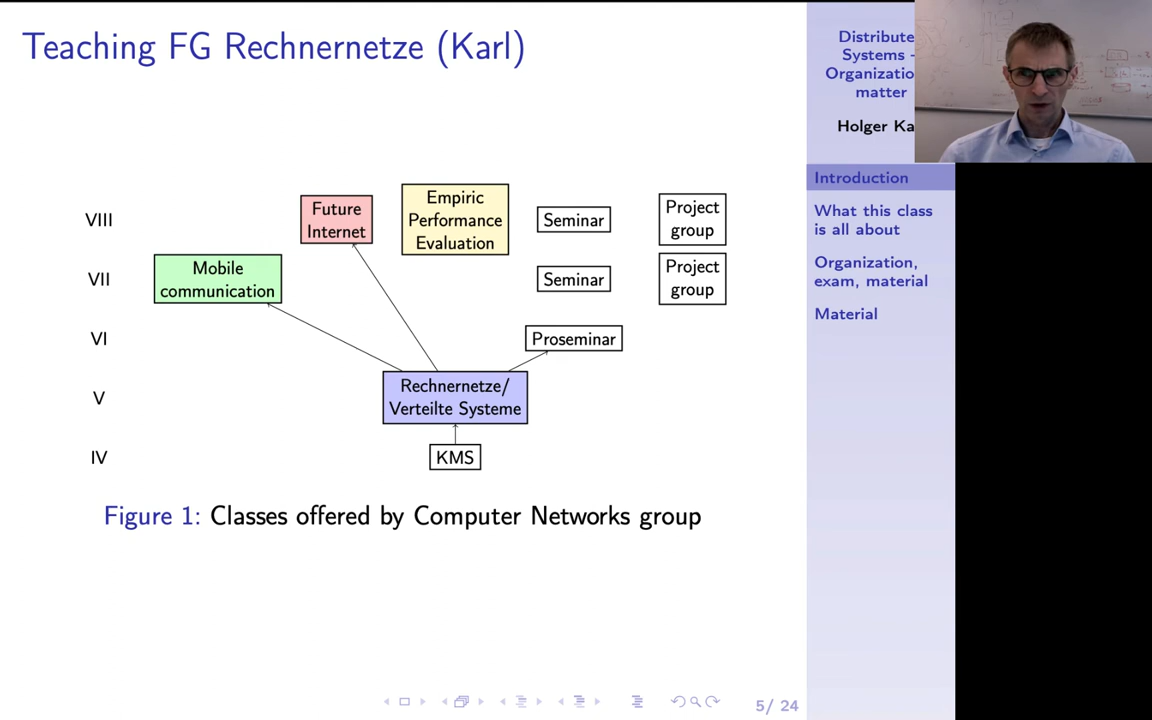 Teaching FG Rechnernetze (Karl)
VIII
Future
Internet
Empiric
Performance
Evaluation
Seminar
Project
group
VII
Mobile
communication
Seminar
Project
group
VI
Proseminar
V
Rechnernetze/
Verteilte Systeme
IV
KMS
Figure 1: Classes offered by Computer Networks group
5/ 24
Distribute
Systems -
Organizatio
matter
Holger Ka
Introduction
What this class
is all about
Organization,
exam, material
Material